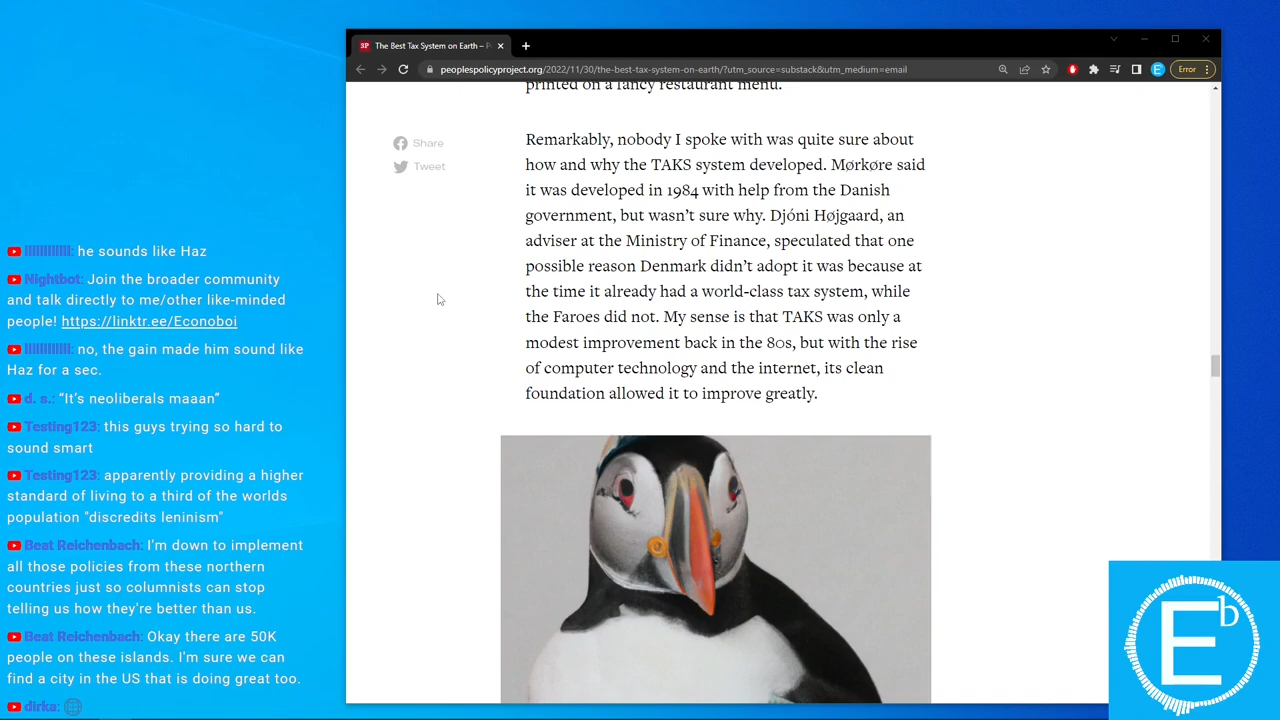 he sounds like Haz
Nightbot: Join the broader community
and talk directly to me/other like-minded
people! https://linktr.ee/Econoboi
no, the gain made him sound like
Haz for a sec.
d. s.: “It’s neoliberals maaan”
Testing123: this guys trying so hard to
sound smart
Testing123: apparently providing a higher
standard of living to a third of the worlds
population "discredits leninism"
Beat Reichenbach: I'm down to implement
all those policies from these northern
countries just so columnists can stop
telling us how they're better than us.
Beat Reichenbach: Okay there are 50K
people on these islands. I'm sure we can
find a city in the US that is doing great too.
dirka:
The Best Tax System on Earth –
peoplespolicyproject.org/2022/11/30/the-best-tax-system-on-earth/?utm_source=substack&utm_medium=email
E
Error
printed on a fancy restaurant menu.
Share
Tweet
Remarkably, nobody I spoke with was quite sure about
how and why the TAKS system developed. Mørkøre said
it was developed in 1984 with help from the Danish
government, but wasn’t sure why. Djóni Højgaard, an
adviser at the Ministry of Finance, speculated that one
possible reason Denmark didn’t adopt it was because at
the time it already had a world-class tax system, while
the Faroes did not. My sense is that TAKS was only a
modest improvement back in the 80s, but with the rise
of computer technology and the internet, its clean
foundation allowed it to improve greatly.
Eb